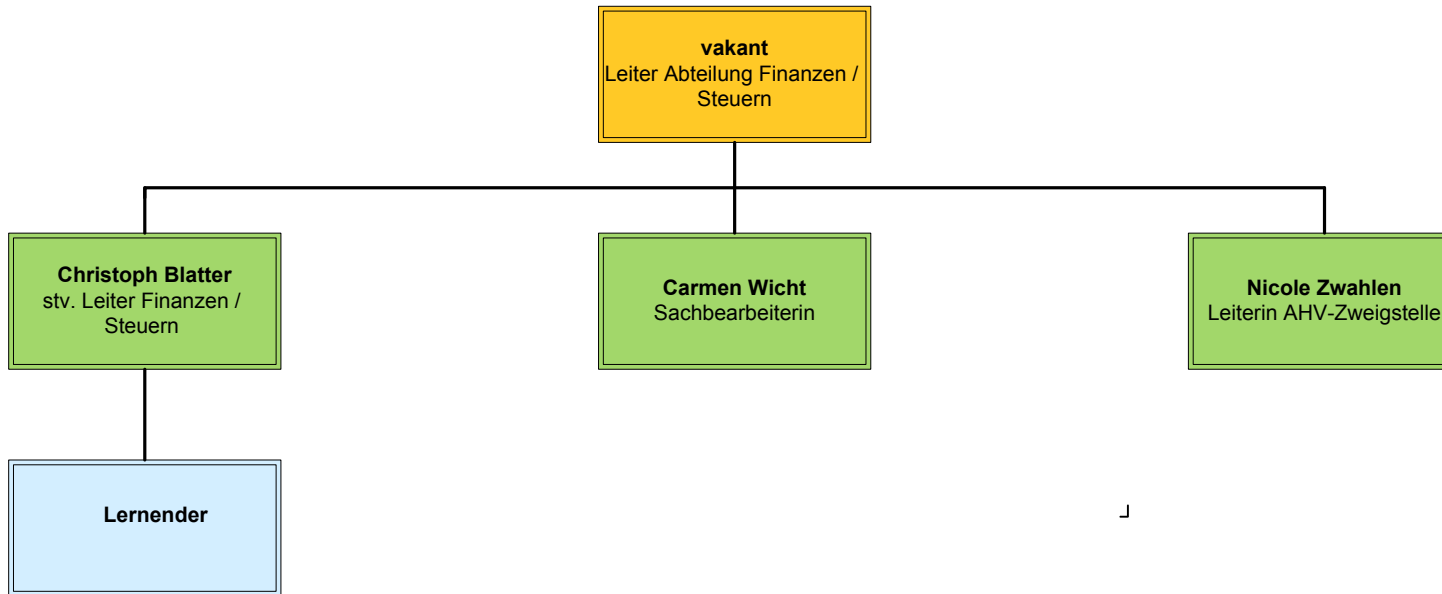 vakant
Leiter Abteilung Finanzen /
Steuern
Christoph Blatter
stv. Leiter Finanzen /
Steuern
Carmen Wicht
Sachbearbeiterin
Nicole Zwahlen
Leiterin AHV-Zweigstelle
Lernender